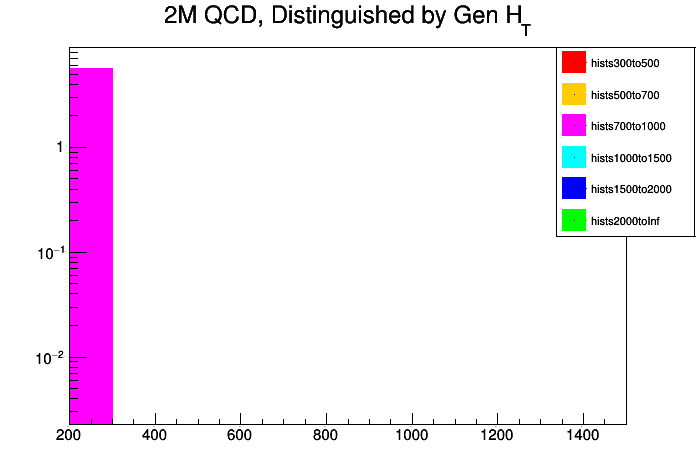 2M QCD, Distinguished by Gen H_T
hists300to500
hists500to700
hists700to1000
hists1000to1500
hists1500to2000
hists2000toInf
1
10⁻¹
10⁻²
200 400 600 800 1000 1200 1400